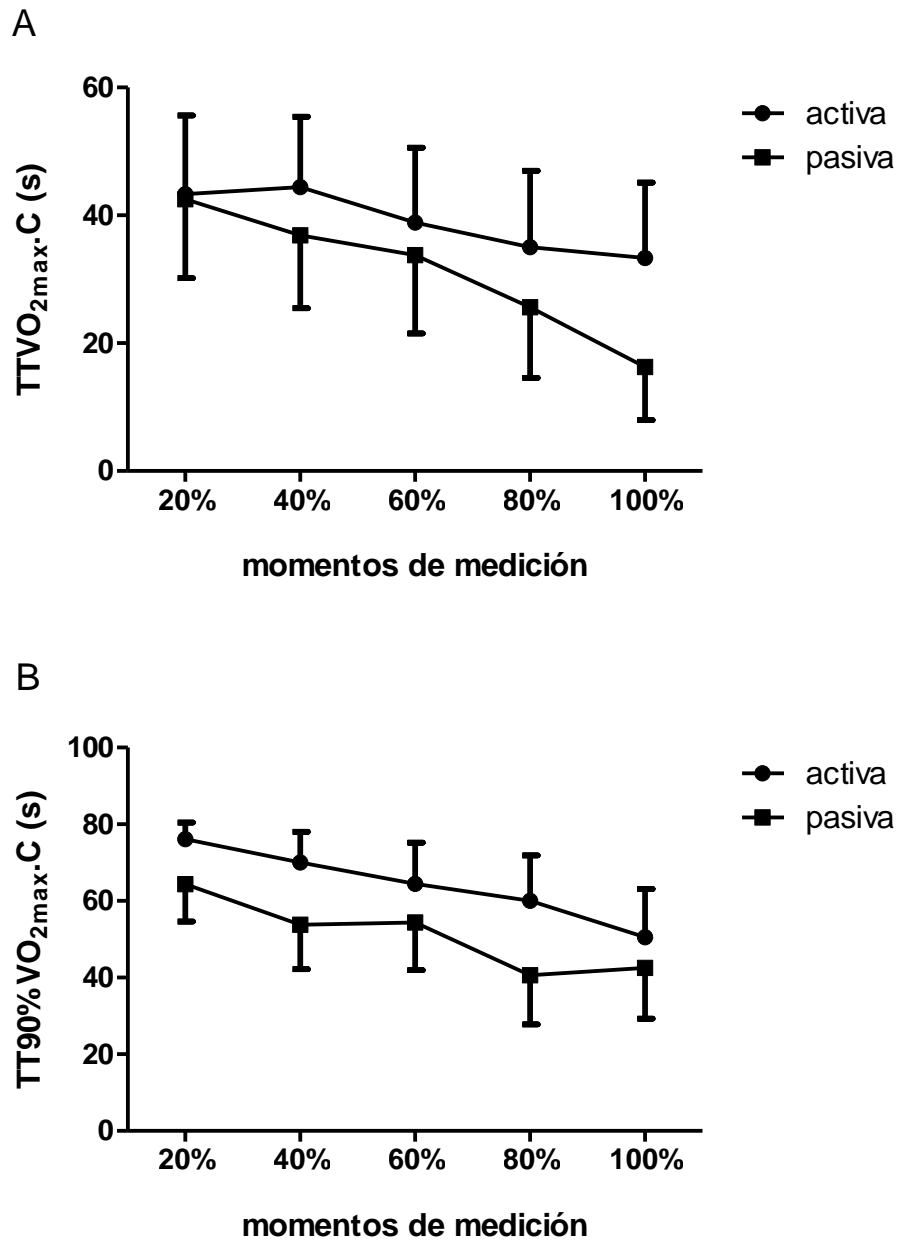 A
60
40
20
0
TTVO2max.C (s)
activa
pasiva
20% 40% 60% 80% 100%
momentos de medición
B
100
80
60
40
20
0
TT90%VO2max.C (s)
activa
pasiva
20% 40% 60% 80% 100%
momentos de medición